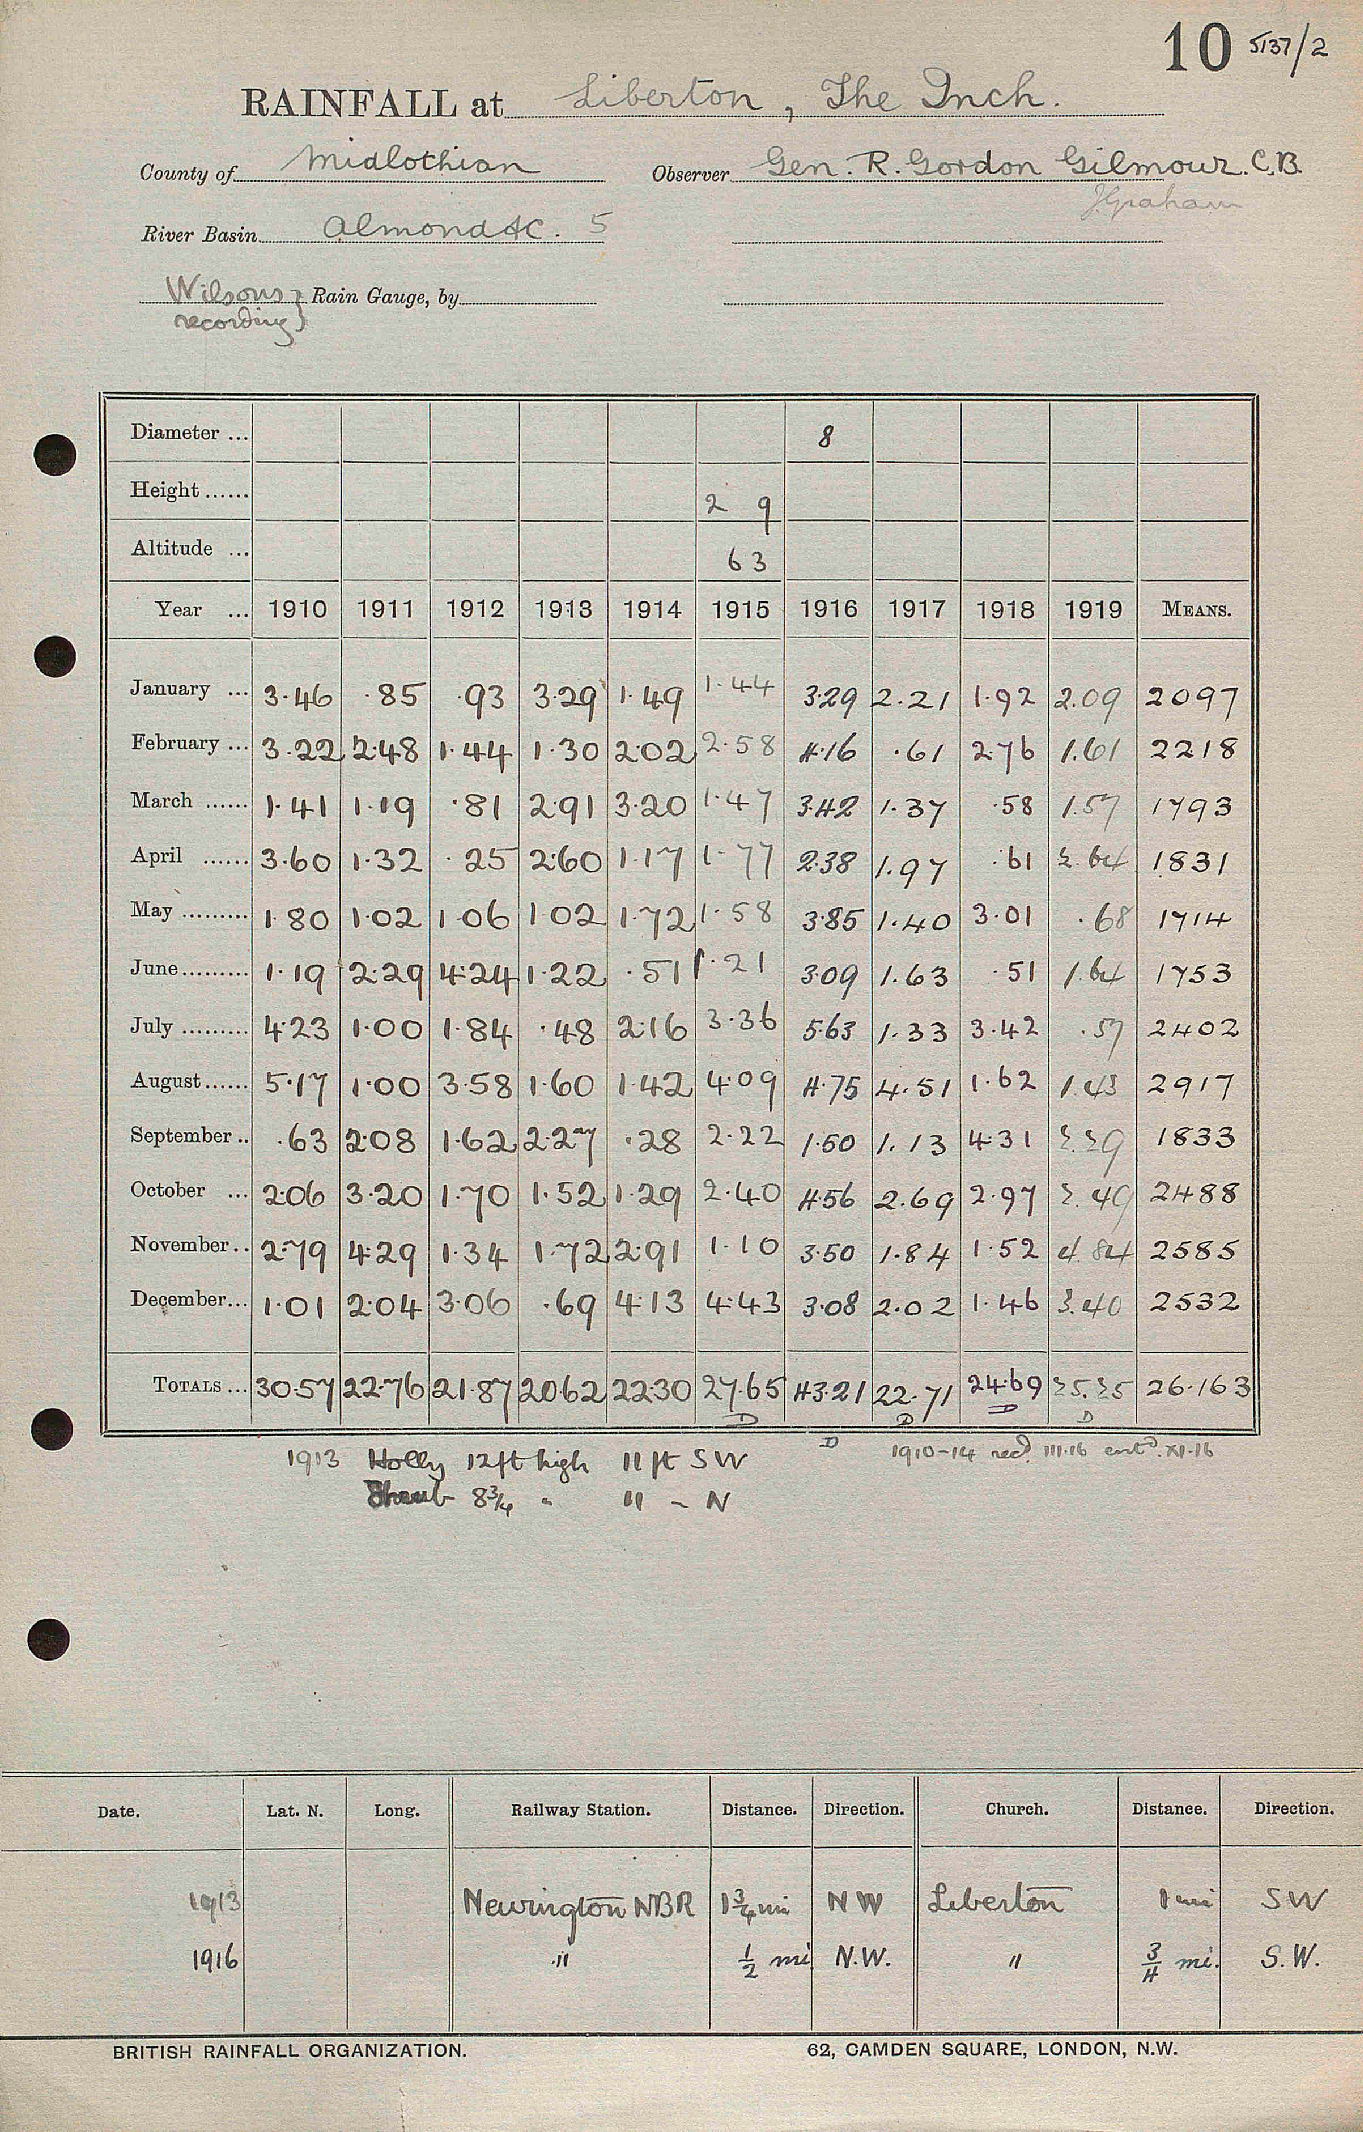 10 5137/2
RAINFALL at Liberton, The Inch.
County of Midlothian Observer Gen. R. Gordon Gilmour. C.B.
J. Graham
River Basin Almond &c. 5
Wilsons } Rain Gauge, by
recording }
Diameter ... 8
Height ...... 2 9
Altitude ... 63
Year ... 1910 1911 1912 1913 1914 1915 1916 1917 1918 1919 MEANS.
January ... 3.46 .85 .93 3.29 1.49 1.44 3.29 2.21 1.92 2.09 2097
February ... 3.22 2.48 1.44 1.30 2.02 2.58 4.16 .61 2.76 1.61 2218
March ...... 1.41 1.19 .81 2.91 3.20 1.47 3.42 1.37 .58 1.57 1793
April ...... 3.60 1.32 .25 2.60 1.17 1.77 2.38 1.97 .61 2.64 1831
May ......... 1.80 1.02 1.06 1.02 1.72 1.58 3.85 1.40 3.01 .68 1714
June ......... 1.19 2.29 4.24 1.22 .51 1.21 3.09 1.63 .51 1.64 1753
July ......... 4.23 1.00 1.84 .48 2.16 3.36 5.63 1.33 3.42 .57 2402
August ...... 5.17 1.00 3.58 1.60 1.42 4.09 4.75 4.51 1.62 1.43 2917
September .. .63 2.08 1.62 2.27 .28 2.22 1.50 1.13 4.31 2.29 1833
October ... 2.06 3.20 1.70 1.52 1.29 2.40 4.56 2.69 2.97 2.49 2488
November .. 2.79 4.29 1.34 1.72 2.91 1.10 3.50 1.84 1.52 4.84 2585
December ... 1.01 2.04 3.06 .69 4.13 4.43 3.08 2.02 1.46 3.40 2532
TOTALS ... 30.57 22.76 21.87 20.62 22.30 27.65 43.21 22.71 24.69 25.25 26.163
D D D D D
1913 Holly 12ft high 11 ft SW 1910-14 recd. III.16 entd. XI.16
Shrub 8¾ " 11 - N
Date. Lat. N. Long. Railway Station. Distance. Direction. Church. Distance. Direction.
1913 Newington NBR 1¾ mi NW Liberton 1 mi SW
1916 " ½ mi N.W. " ¾ mi. S.W.
BRITISH RAINFALL ORGANIZATION. 62, CAMDEN SQUARE, LONDON, N.W.